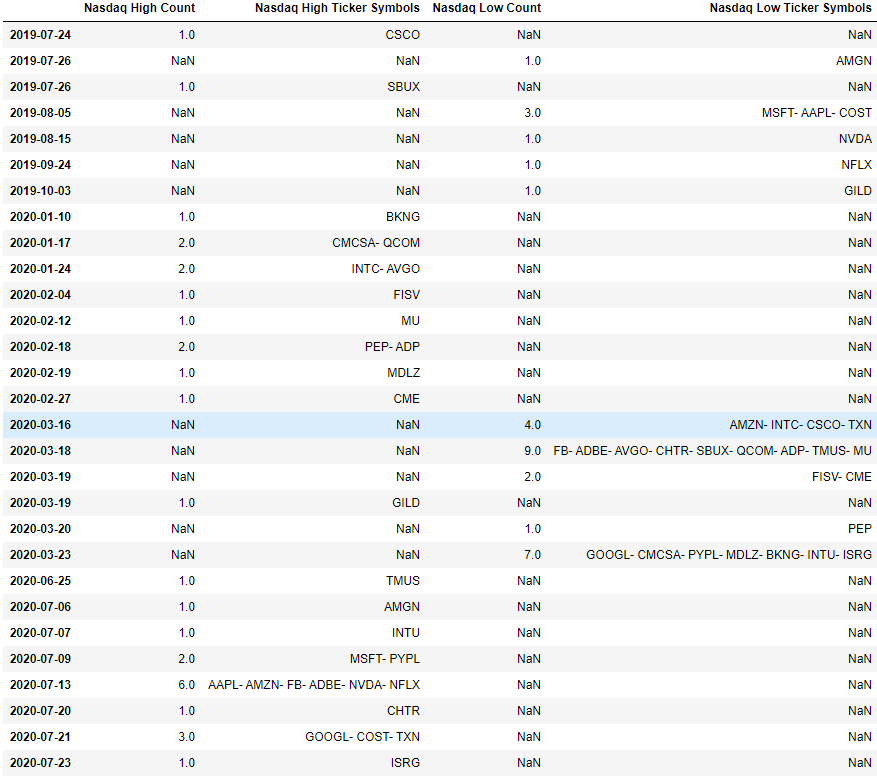 Nasdaq High Count Nasdaq High Ticker Symbols Nasdaq Low Count Nasdaq Low Ticker Symbols
2019-07-24 1.0 CSCO NaN NaN
2019-07-26 NaN NaN 1.0 AMGN
2019-07-26 1.0 SBUX NaN NaN
2019-08-05 NaN NaN 3.0 MSFT- AAPL- COST
2019-08-15 NaN NaN 1.0 NVDA
2019-09-24 NaN NaN 1.0 NFLX
2019-10-03 NaN NaN 1.0 GILD
2020-01-10 1.0 BKNG NaN NaN
2020-01-17 2.0 CMCSA- QCOM NaN NaN
2020-01-24 2.0 INTC- AVGO NaN NaN
2020-02-04 1.0 FISV NaN NaN
2020-02-12 1.0 MU NaN NaN
2020-02-18 2.0 PEP- ADP NaN NaN
2020-02-19 1.0 MDLZ NaN NaN
2020-02-27 1.0 CME NaN NaN
2020-03-16 NaN NaN 4.0 AMZN- INTC- CSCO- TXN
2020-03-18 NaN NaN 9.0 FB- ADBE- AVGO- CHTR- SBUX- QCOM- ADP- TMUS- MU
2020-03-19 NaN NaN 2.0 FISV- CME
2020-03-19 1.0 GILD NaN NaN
2020-03-20 NaN NaN 1.0 PEP
2020-03-23 NaN NaN 7.0 GOOGL- CMCSA- PYPL- MDLZ- BKNG- INTU- ISRG
2020-06-25 1.0 TMUS NaN NaN
2020-07-06 1.0 AMGN NaN NaN
2020-07-07 1.0 INTU NaN NaN
2020-07-09 2.0 MSFT- PYPL NaN NaN
2020-07-13 6.0 AAPL- AMZN- FB- ADBE- NVDA- NFLX NaN NaN
2020-07-20 1.0 CHTR NaN NaN
2020-07-21 3.0 GOOGL- COST- TXN NaN NaN
2020-07-23 1.0 ISRG NaN NaN